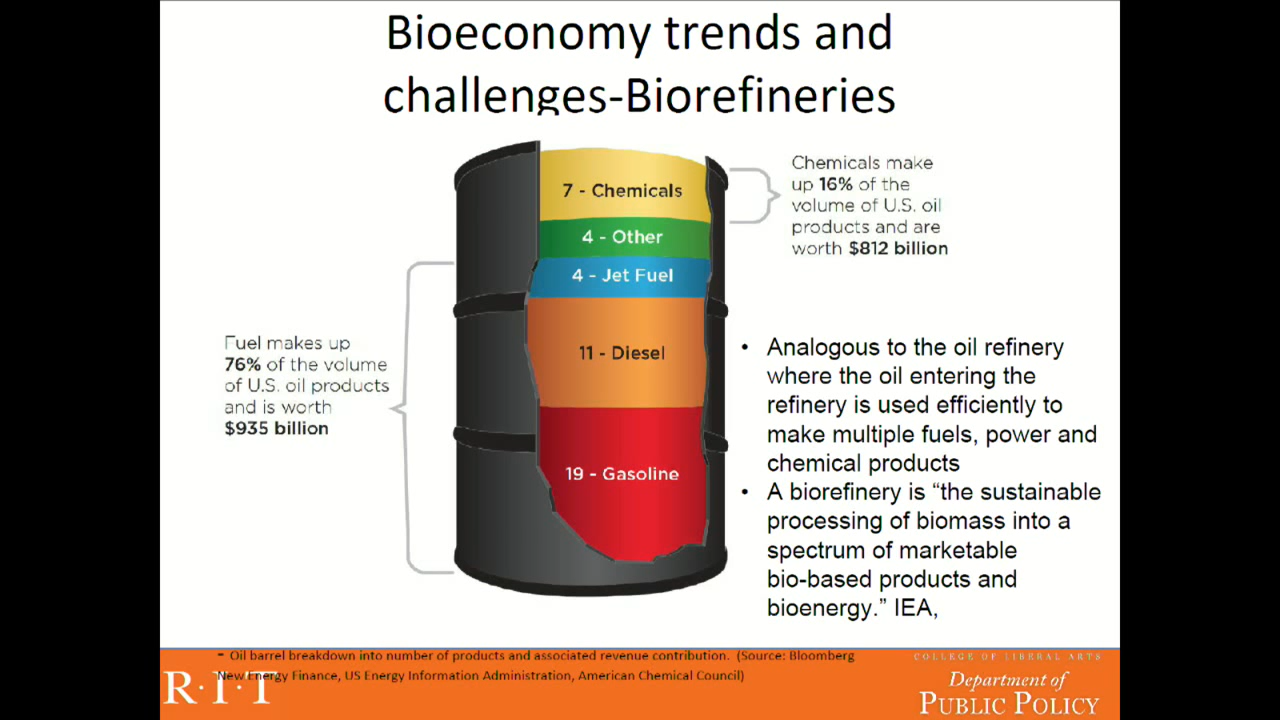 Bioeconomy trends and
challenges-Biorefineries
7 - Chemicals
4 - Other
4 - Jet Fuel
11 - Diesel
19 - Gasoline
Chemicals make
up 16% of the
volume of U.S. oil
products and are
worth $812 billion
Fuel makes up
76% of the volume
of U.S. oil products
and is worth
$935 billion
• Analogous to the oil refinery
where the oil entering the
refinery is used efficiently to
make multiple fuels, power and
chemical products
• A biorefinery is “the sustainable
processing of biomass into a
spectrum of marketable
bio-based products and
bioenergy.” IEA,
- Oil barrel breakdown into number of products and associated revenue contribution. (Source: Bloomberg
New Energy Finance, US Energy Information Administration, American Chemical Council)
R·I·T
COLLEGE OF LIBERAL ARTS
Department of
PUBLIC POLICY